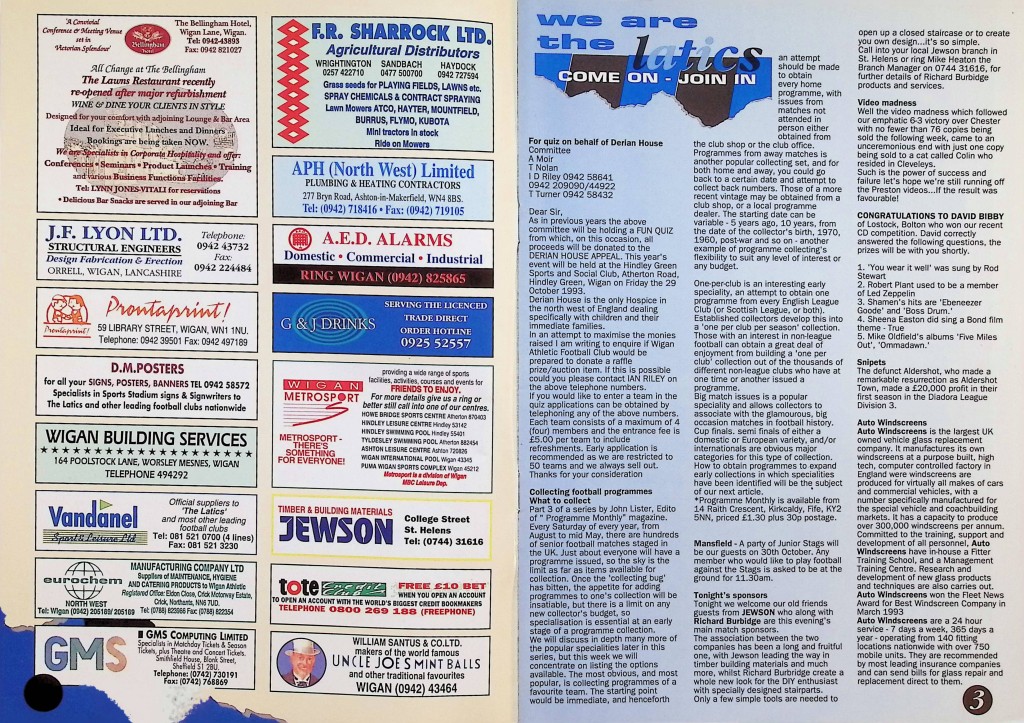 'A Convivial
Conference & Meeting Venue
set in
Victorian Splendour'
Bellingham
The Bellingham Hotel,
Wigan Lane, Wigan.
Tel: 0942-43893
Fax: 0942 821027
All Change at The Bellingham
The Lawns Restaurant recently
re-opened after major refurbishment
WINE & DINE YOUR CLIENTS IN STYLE
Designed for your comfort with adjoining Lounge & Bar Area
Ideal for Executive Lunches and Dinners
Bookings are being taken NOW.
We are Specialists in Corporate Hospitality and offer:
Conferences • Seminars • Product Launches • Training
and various Business Functions Facilities.
Tel: LYNN JONES-VITALI for reservations
• Delicious Bar Snacks are served in our adjoining Bar
J.F. LYON LTD.
STRUCTURAL ENGINEERS
Design Fabrication & Erection
ORRELL, WIGAN, LANCASHIRE
Telephone:
0942 43732
Fax:
0942 224484
Prontaprint!
Prontaprint!
59 LIBRARY STREET, WIGAN, WN1 1NU.
Telephone: 0942 39501 Fax: 0942 497189
D.M.POSTERS
for all your SIGNS, POSTERS, BANNERS TEL 0942 58572
Specialists in Sports Stadium signs & Signwriters to
The Latics and other leading football clubs nationwide
WIGAN BUILDING SERVICES
164 POOLSTOCK LANE, WORSLEY MESNES, WIGAN
TELEPHONE 494292
Vandanel
Sport & Leisure Ltd
Official suppliers to
'The Latics'
and most other leading
football clubs
Tel: 081 521 0700 (4 lines)
Fax: 081 521 3230
eurochem
NORTH WEST
Tel: Wigan (0942) 205188/ 205189
MANUFACTURING COMPANY LTD
Suppliers of MAINTENANCE, HYGIENE
AND CATERING PRODUCTS to Wigan Athletic
Registered Office: Eldon Close, Crick Motorway Estate,
Crick, Northants, NN6 7UD.
Tel: (0788) 822986 Fax: (0788) 822354
GMS
GMS COMPUTING LIMITED
Specialists in Matchday Tickets & Season
Tickets, plus Theatre and Concert Tickets.
Smithfield House, Blonk Street,
Sheffield S1 2BU.
Telephone: (0742) 730191
Fax: (0742) 768869
F.R. SHARROCK LTD.
Agricultural Distributors
WRIGHTINGTON SANDBACH HAYDOCK
0257 422710 0477 500700 0942 727594
Grass seeds for PLAYING FIELDS, LAWNS etc.
SPRAY CHEMICALS & CONTRACT SPRAYING
Lawn Mowers ATCO, HAYTER, MOUNTFIELD,
BURRUS, FLYMO, KUBOTA
Mini tractors in stock
Ride on Mowers
APH (North West) Limited
PLUMBING & HEATING CONTRACTORS
277 Bryn Road, Ashton-in-Makerfield, WN4 8BS.
Tel: (0942) 718416 • Fax: (0942) 719105
A.E.D. ALARMS
Domestic • Commercial • Industrial
RING WIGAN (0942) 825865
G & J DRINKS
SERVING THE LICENCED
TRADE DIRECT
ORDER HOTLINE
0925 52557
WIGAN
METROSPORT
METROSPORT -
THERE'S
SOMETHING
FOR EVERYONE!
providing a wide range of sports
facilities, activities, courses and events for
FRIENDS TO ENJOY.
For more details give us a ring or
better still call into one of our centres.
HOWE BRIDGE SPORTS CENTRE Atherton 870403
HINDLEY LEISURE CENTRE Hindley 53142
HINDLEY SWIMMING POOL Hindley 55401
TYLDESLEY SWIMMING POOL Atherton 882454
ASHTON LEISURE CENTRE Ashton 720826
WIGAN INTERNATIONAL POOL Wigan 43345
PUMA WIGAN SPORTS COMPLEX Wigan 45212
Metrosport is a division of Wigan
MBC Leisure Dep.
TIMBER & BUILDING MATERIALS
JEWSON
College Street
St. Helens
Tel: (0744) 31616
tote
FREE £10 BET
WHEN YOU OPEN AN ACCOUNT
TO OPEN AN ACCOUNT WITH THE WORLD'S BIGGEST CREDIT BOOKMAKERS
TELEPHONE 0800 269 188 (FREEPHONE)
WILLIAM SANTUS & CO.LTD.
makers of the world famous
UNCLE JOE'S MINT BALLS
and other traditional favourites
WIGAN (0942) 43464
we are
the latics
COME ON - JOIN IN
For quiz on behalf of Derian House
Committee
A Moir
T Nolan
I D Riley 0942 58641
0942 209090/44922
T Turner 0942 58432
Dear Sir,
As in previous years the above
committee will be holding a FUN QUIZ
from which, on this occasion, all
proceeds will be donated to the
DERIAN HOUSE APPEAL. This year's
event will be held at the Hindley Green
Sports and Social Club, Atherton Road,
Hindley Green, Wigan on Friday the 29
October 1993.
Derian House is the only Hospice in
the north west of England dealing
specifically with children and their
immediate families.
In an attempt to maximise the monies
raised I am writing to enquire if Wigan
Athletic Football Club would be
prepared to donate a raffle
prize/auction item. If this is possible
could you please contact IAN RILEY on
the above telephone numbers.
If you would like to enter a team in the
quiz applications can be obtained by
telephoning any of the above numbers.
Each team consists of a maximum of 4
(four) members and the entrance fee is
£5.00 per team to include
refreshments. Early application is
recommended as we are restricted to
50 teams and we always sell out.
Thanks for your consideration
Collecting football programmes
What to collect
Part 3 of a series by John Lister, Edito
of " Programme Monthly" magazine.
Every Saturday of every year, from
August to mid May, there are hundreds
of senior football matches staged in
the UK. Just about everyone will have a
programme issued, so the sky is the
limit as far as items available for
collection. Once the 'collecting bug'
has bitten, the appetite for adding
programmes to one's collection will be
insatiable, but there is a limit on any
new collector's budget, so
specialisation is essential at an early
stage of a programme collection.
We will discuss in depth many more of
the popular specialities later in this
series, but this week we will
concentrate on listing the options
available. The most obvious, and most
popular, is collecting programmes of a
favourite team. The starting point
would be immediate, and henceforth
an attempt
should be made
to obtain
every home
programme, with
issues from
matches not
attended in
person either
obtained from
the club shop or the club office.
Programmes from away matches is
another popular collecting set, and for
both home and away, you could go
back to a certain date and attempt to
collect back numbers. Those of a more
recent vintage may be obtained from a
club shop, or a local programme
dealer. The starting date can be
variable - 5 years ago, 10 years, from
the date of the collector's birth, 1970,
1960, post-war and so on - another
example of programme collecting's
flexibility to suit any level of interest or
any budget.
One-per-club is an interesting early
speciality, an attempt to obtain one
programme from every English League
Club (or Scottish League, or both).
Established collectors develop this into
a 'one per club per season' collection.
Those with an interest in non-league
football can obtain a great deal of
enjoyment from building a 'one per
club' collection out of the thousands of
different non-league clubs who have at
one time or another issued a
programme.
Big match issues is a popular
speciality and allows collectors to
associate with the glamourous, big
occasion matches in football history.
Cup finals. semi finals of either a
domestic or European variety, and/or
internationals are obvious major
categories for this type of collection.
How to obtain programmes to expand
early collections in which specialities
have been identified will be the subject
of our next article.
*Programme Monthly is available from
14 Raith Crescent, Kirkcaldy, Fife, KY2
5NN, priced £1.30 plus 30p postage.
Mansfield - A party of Junior Stags will
be our guests on 30th October. Any
member who would like to play football
against the Stags is asked to be at the
ground for 11.30am.
Tonight's sponsors
Tonight we welcome our old friends
guests from JEWSON who along with
Richard Burbidge are this evening's
main match sponsors.
The association between the two
companies has been a long and fruitful
one, with Jewson leading the way in
timber building materials and much
more, whilst Richard Burbridge create a
whole new look for the DIY enthusiast
with specially designed stairparts.
Only a few simple tools are needed to
open up a closed staircase or to create
you own design...it's so simple.
Call into your local Jewson branch in
St. Helens or ring Mike Heaton the
Branch Manager on 0744 31616, for
further details of Richard Burbidge
products and services.
Video madness
Well the video madness which followed
our emphatic 6-3 victory over Chester
with no fewer than 76 copies being
sold the following week, came to an
unceremonious end with just one copy
being sold to a cat called Colin who
resided in Cleveleys.
Such is the power of success and
failure let's hope we're still running off
the Preston videos...if the result was
favourable!
CONGRATULATIONS TO DAVID BIBBY
of Lostock, Bolton who won our recent
CD competition. David correctly
answered the following questions, the
prizes will be with you shortly.
1. 'You wear it well' was sung by Rod
Stewart
2. Robert Plant used to be a member
of Led Zeppelin
3. Shamen's hits are 'Ebeneezer
Goode' and 'Boss Drum.'
4. Sheena Easton did sing a Bond film
theme - True
5. Mike Oldfield's albums 'Five Miles
Out', 'Ommadawn.'
Snipets
The defunct Aldershot, who made a
remarkable resurrection as Aldershot
Town, made a £20,000 profit in their
first season in the Diadora League
Division 3.
Auto Windscreens
Auto Windscreens is the largest UK
owned vehicle glass replacement
company. It manufactures its own
windscreens at a purpose built, high
tech, computer controlled factory in
England were windscreens are
produced for virtually all makes of cars
and commercial vehicles, with a
number specifically manufactured for
the special vehicle and coachbuilding
markets. It has a capacity to produce
over 300,000 windscreens per annum.
Committed to the training, support and
development of all personnel, Auto
Windscreens have in-house a Fitter
Training School, and a Management
Training Centre. Research and
development of new glass products
and techniques are also carries out.
Auto Windscreens won the Fleet News
Award for Best Windscreen Company in
March 1993
Auto Windscreens are a 24 hour
service - 7 days a week, 365 days a
year - operating from 140 fitting
locations nationwide with over 750
mobile units. They are recommended
by most leading insurance companies
and can send bills for glass repair and
replacement direct to them.
3